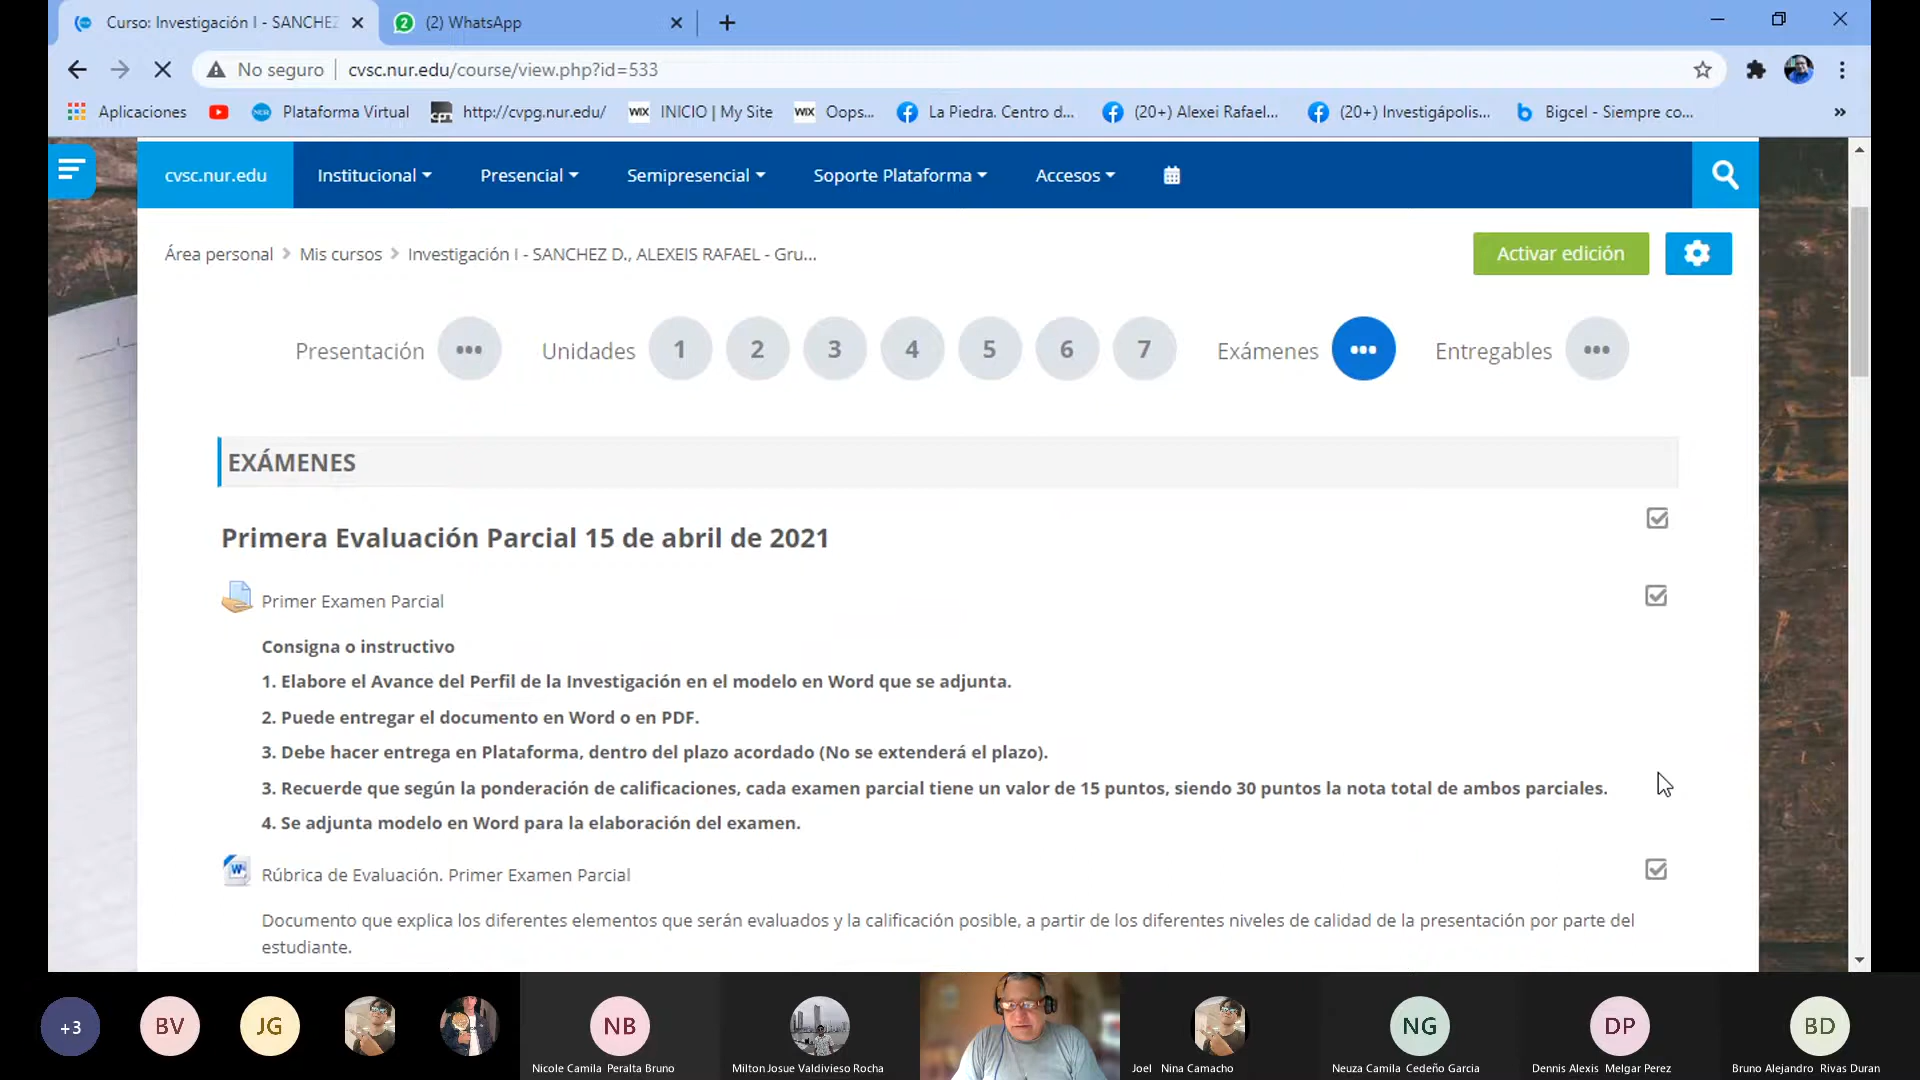 Curso: Investigación I - SANCHEZ
2
(2) WhatsApp
No seguro
cvsc.nur.edu/course/view.php?id=533
Aplicaciones
Plataforma Virtual
http://cvpg.nur.edu/
WIX
INICIO | My Site
WIX
Oops...
La Piedra. Centro d...
(20+) Alexei Rafael...
(20+) Investigápolis...
Bigcel - Siempre co...
»
cvsc.nur.edu
Institucional
Presencial
Semipresencial
Soporte Plataforma
Accesos
Área personal > Mis cursos > Investigación I - SANCHEZ D., ALEXEIS RAFAEL - Gru...
Activar edición
Presentación ... Unidades 1 2 3 4 5 6 7 Exámenes ... Entregables ...
EXÁMENES
Primera Evaluación Parcial 15 de abril de 2021
Primer Examen Parcial
Consigna o instructivo
1. Elabore el Avance del Perfil de la Investigación en el modelo en Word que se adjunta.
2. Puede entregar el documento en Word o en PDF.
3. Debe hacer entrega en Plataforma, dentro del plazo acordado (No se extenderá el plazo).
3. Recuerde que según la ponderación de calificaciones, cada examen parcial tiene un valor de 15 puntos, siendo 30 puntos la nota total de ambos parciales.
4. Se adjunta modelo en Word para la elaboración del examen.
Rúbrica de Evaluación. Primer Examen Parcial
Documento que explica los diferentes elementos que serán evaluados y la calificación posible, a partir de los diferentes niveles de calidad de la presentación por parte del
estudiante.
+3
BV
JG
NB
NG
DP
BD
Nicole Camila Peralta Bruno
Milton Josue Valdivieso Rocha
Joel Nina Camacho
Neuza Camila Cedeño Garcia
Dennis Alexis Melgar Perez
Bruno Alejandro Rivas Duran